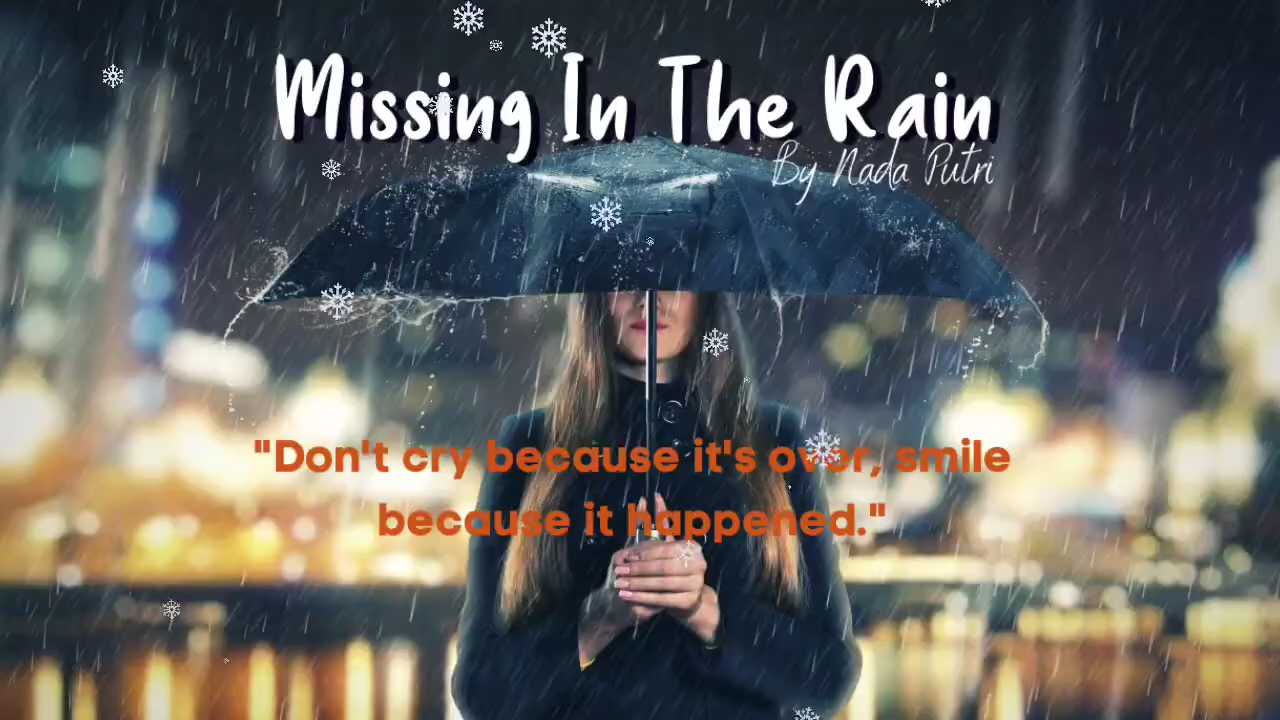 Missing In The Rain
By Nada Putri
"Don't cry because it's over, smile
because it happened."